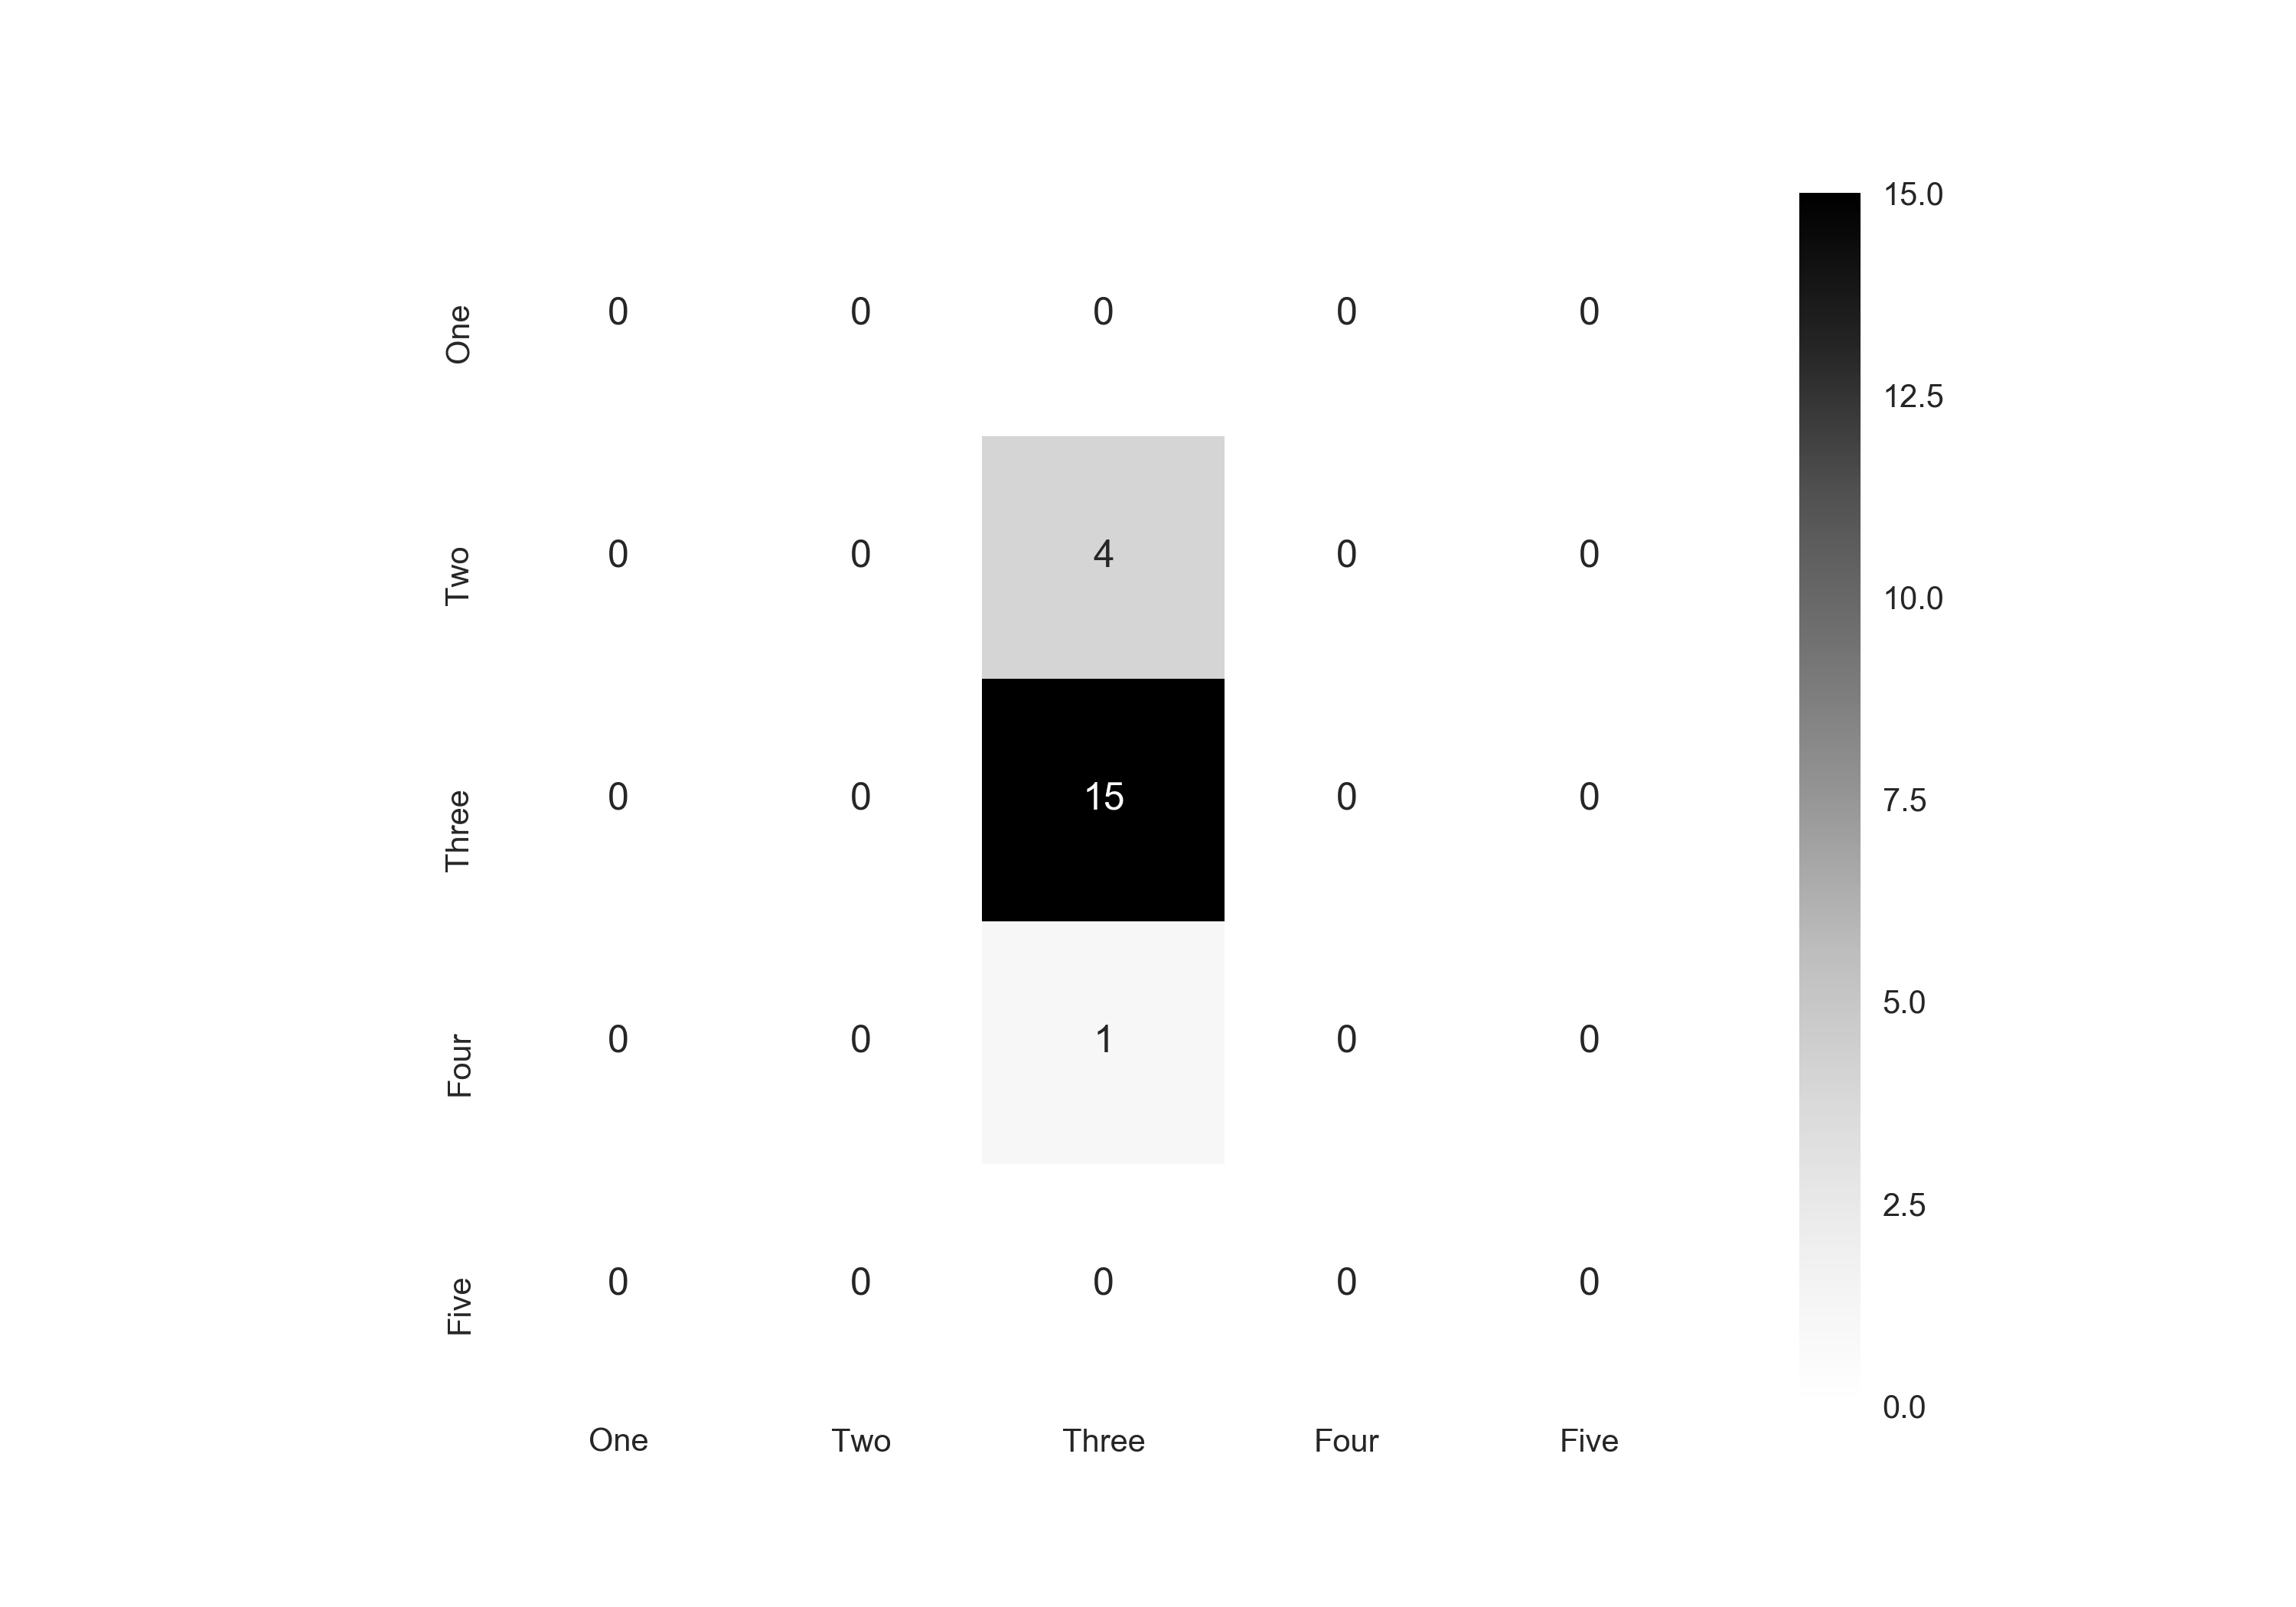 15.0
One 0 0 0 0 0
12.5
Two 0 0 4 0 0
10.0
Three 0 0 15 0 0
7.5
Four 0 0 1 0 0
5.0
2.5
Five 0 0 0 0 0
0.0
One Two Three Four Five